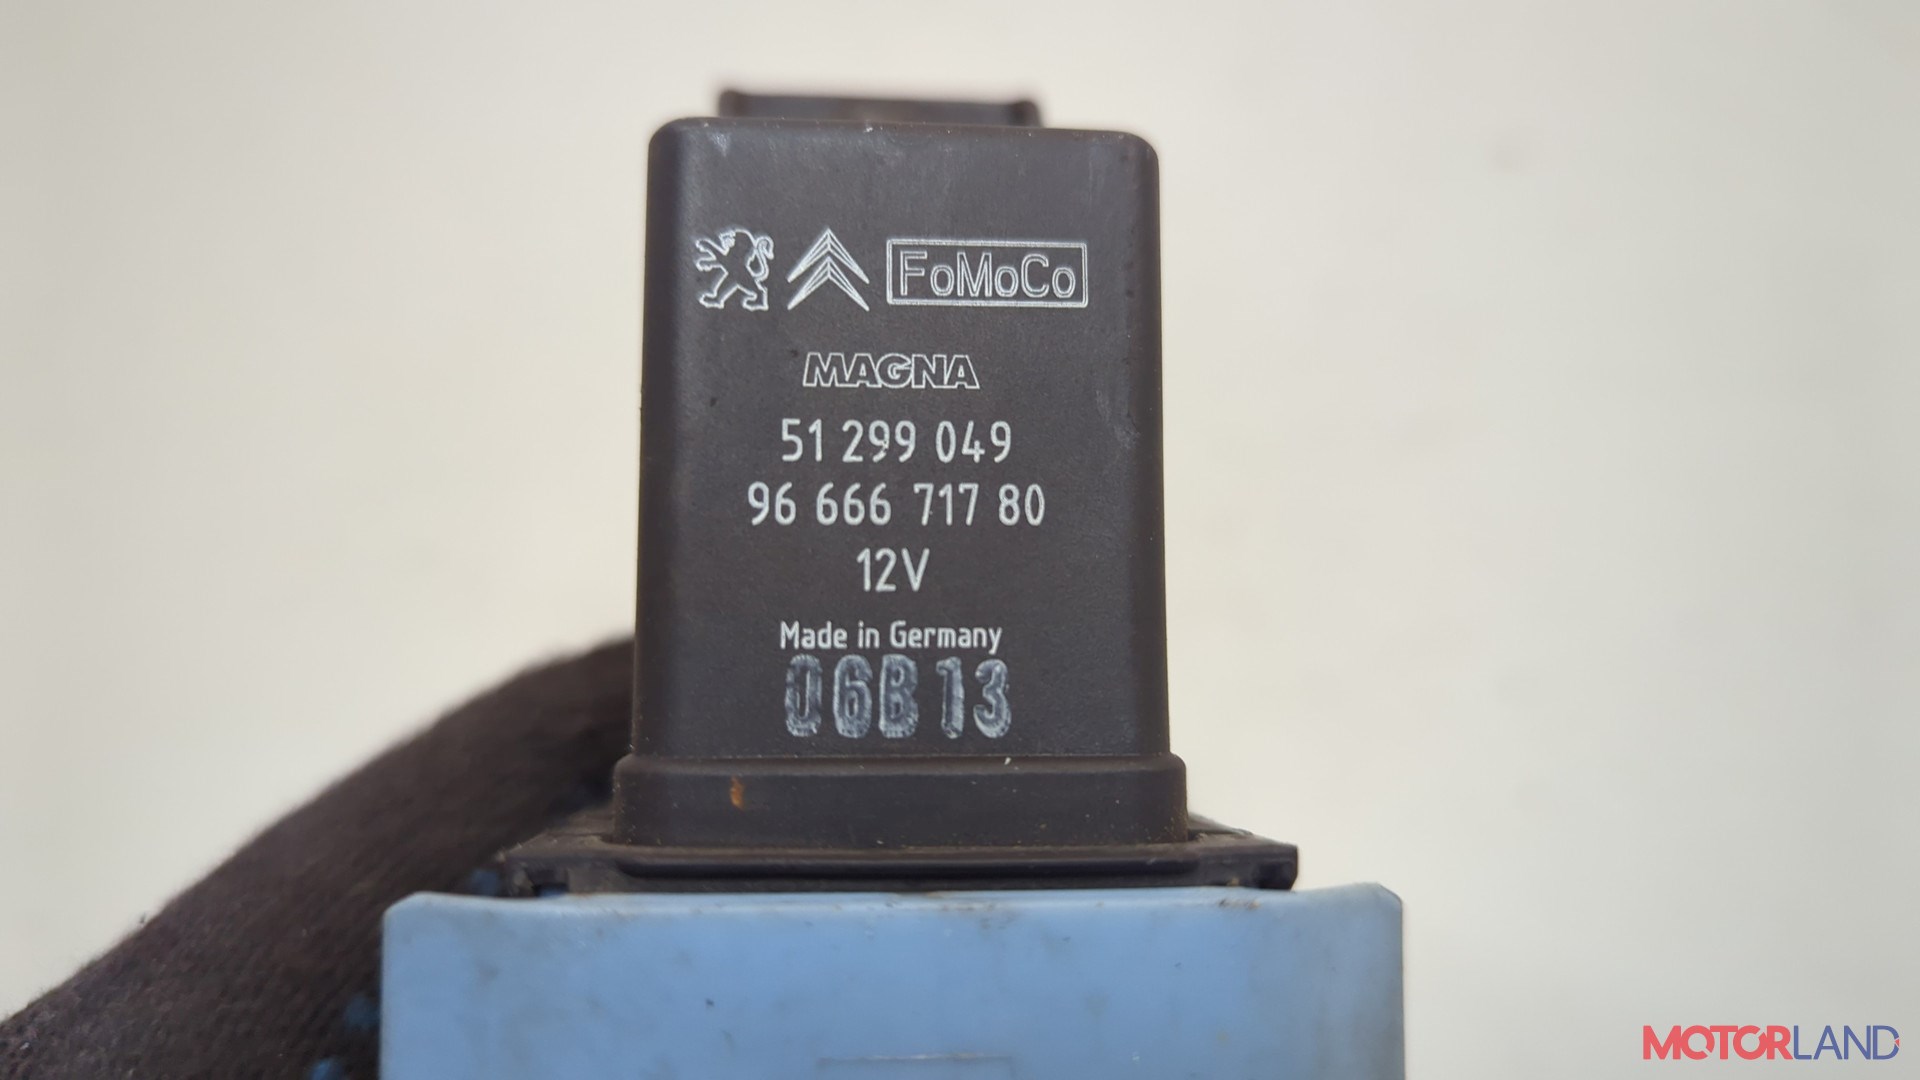 FoMoCo
MAGNA
51 299 049
96 666 717 80
12V
Made in Germany
06B13
MOTORLAND